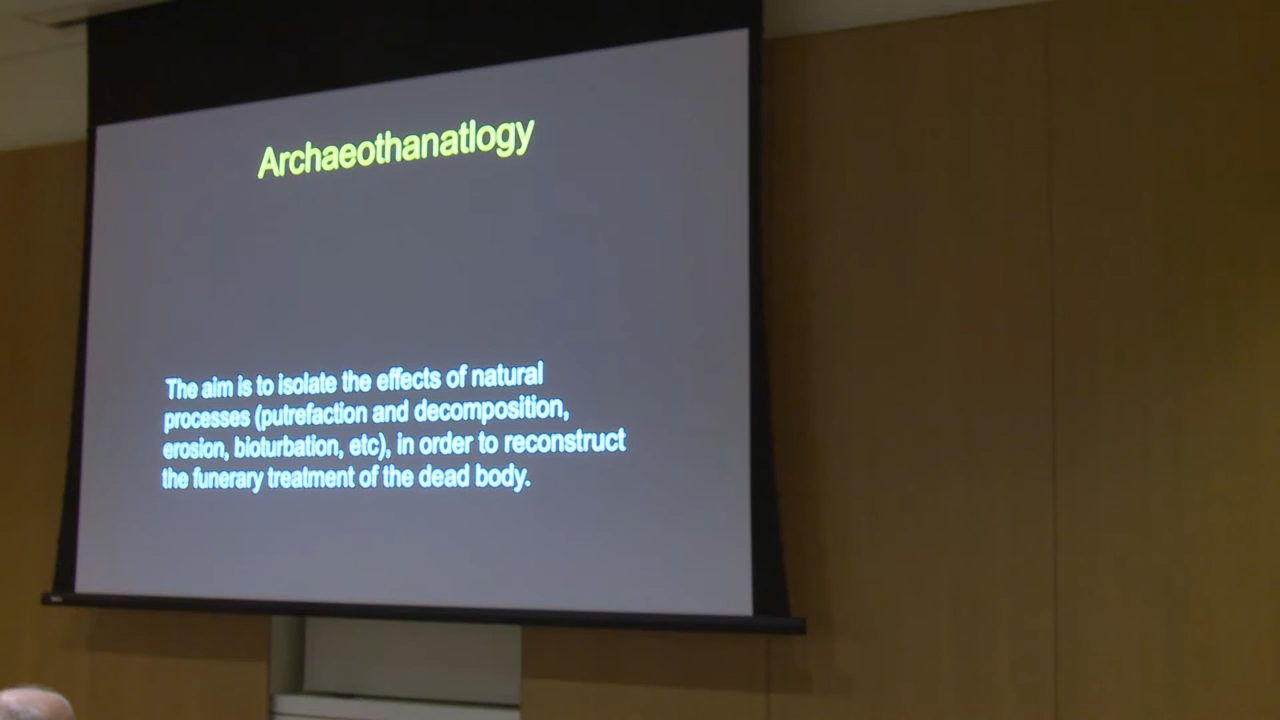 Archaeothanatlogy
The aim is to isolate the effects of natural
processes (putrefaction and decomposition,
erosion, bioturbation, etc), in order to reconstruct
the funerary treatment of the dead body.